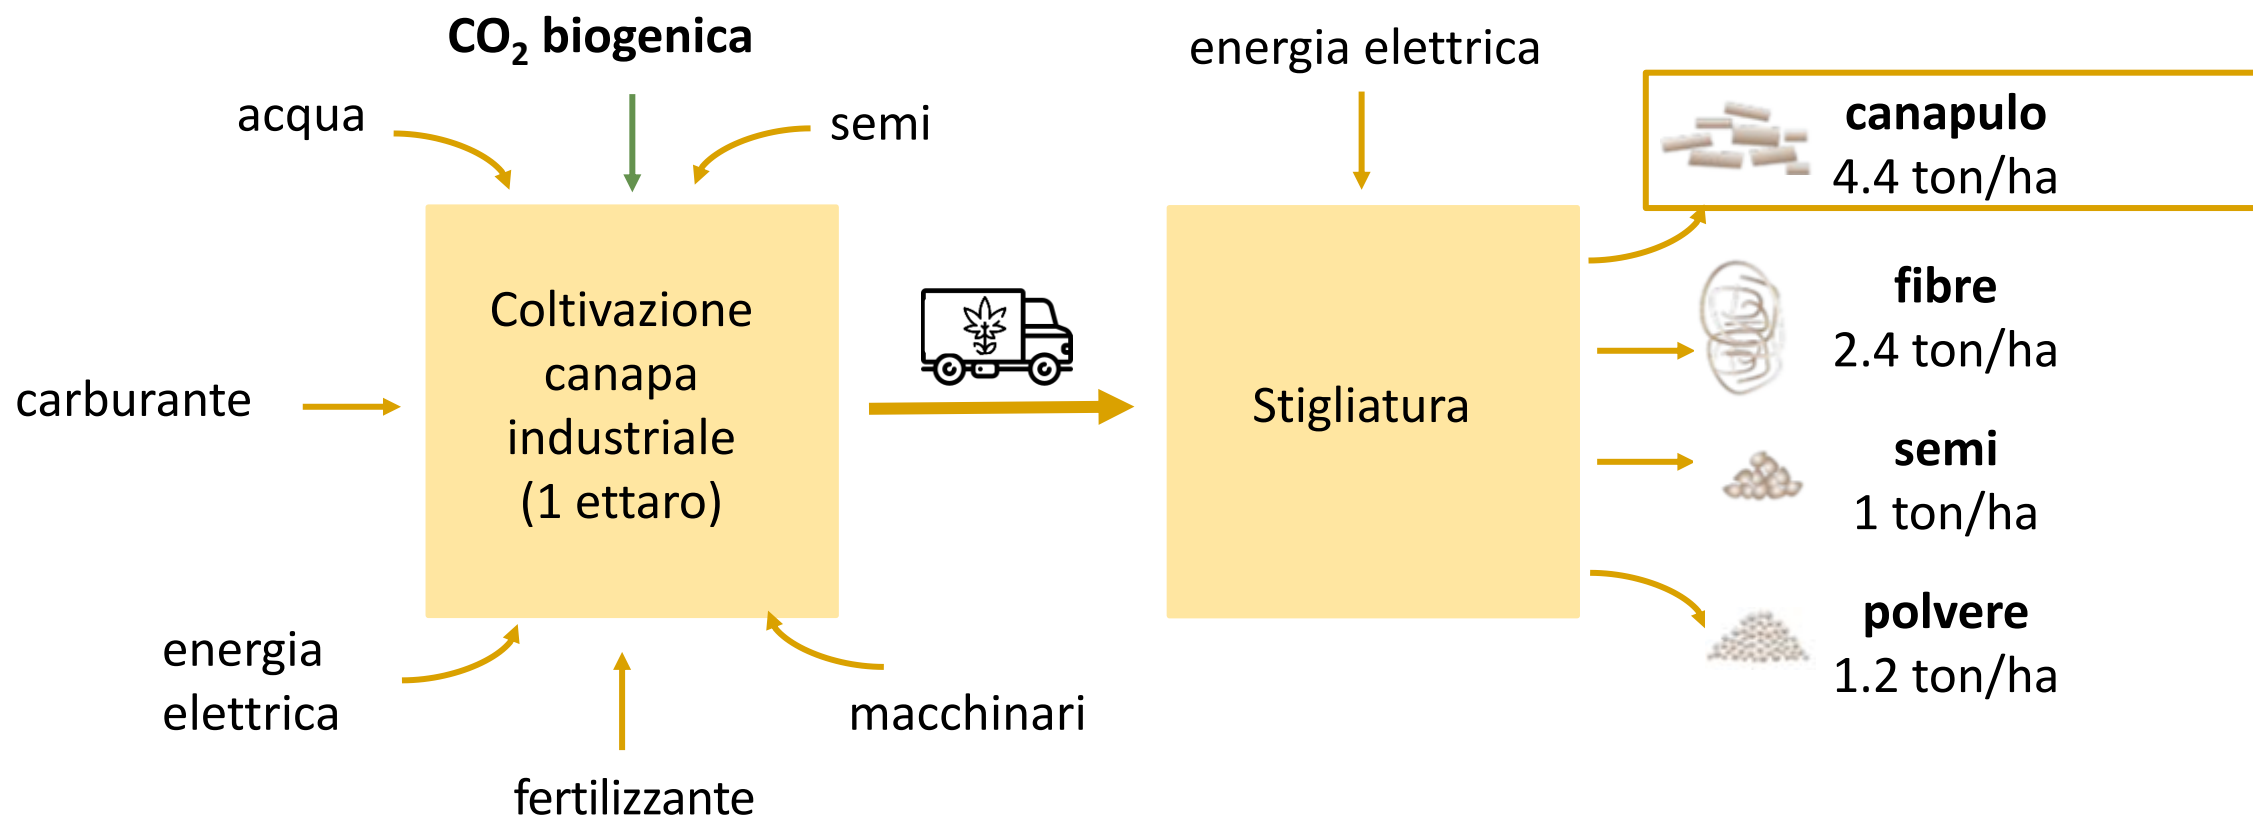 CO₂ biogenica
acqua
semi
carburante
Coltivazione
canapa
industriale
(1 ettaro)
energia
elettrica
fertilizzante
macchinari
energia elettrica
Stigliatura
canapulo
4.4 ton/ha
fibre
2.4 ton/ha
semi
1 ton/ha
polvere
1.2 ton/ha